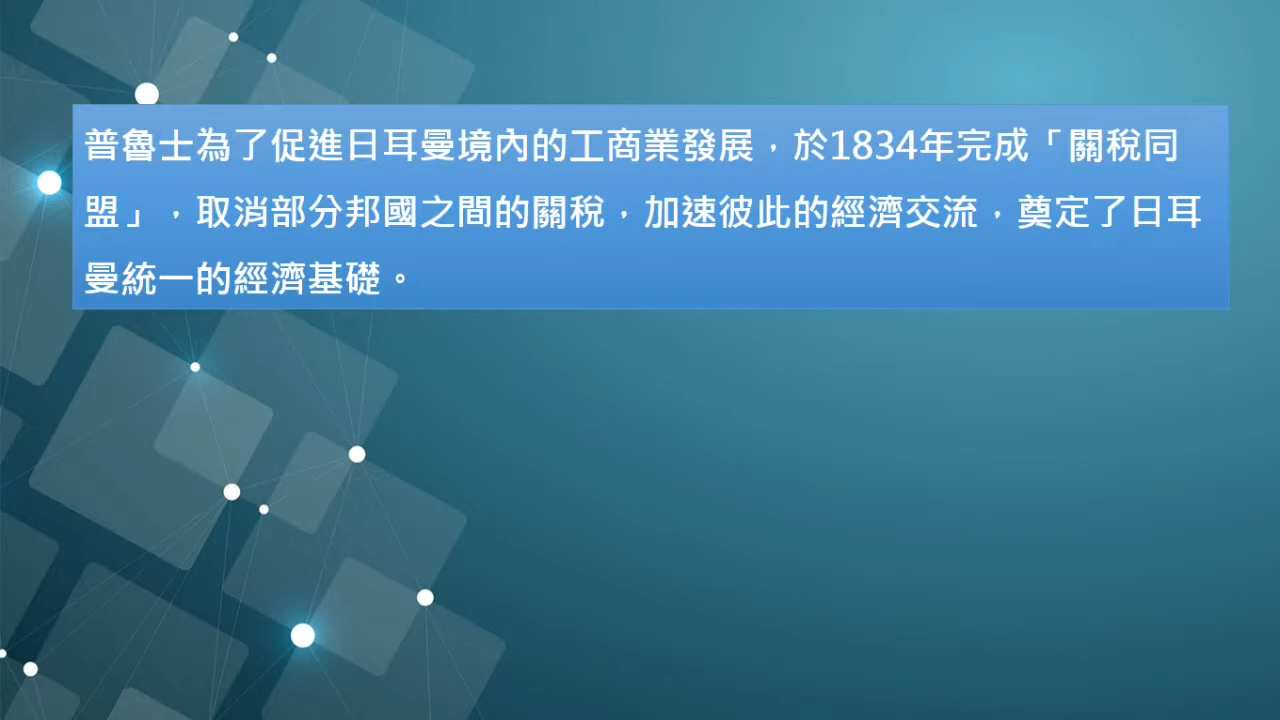 普魯士為了促進日耳曼境內的工商業發展，於1834年完成「關稅同
盟」，取消部分邦國之間的關稅，加速彼此的經濟交流，奠定了日耳
曼統一的經濟基礎。